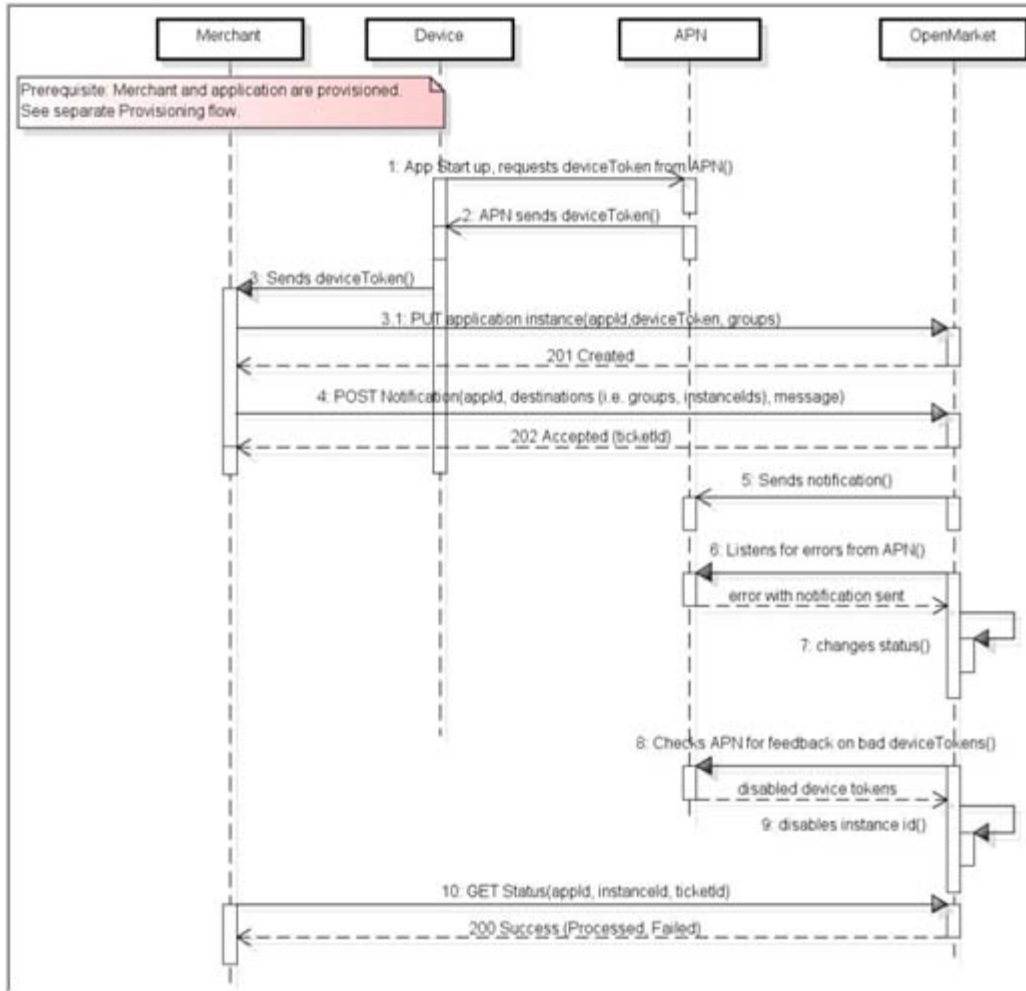 Merchant
Device
APN
OpenMarket
Prerequisite: Merchant and application are provisioned.
See separate Provisioning flow.
1: App Start up, requests deviceToken from APN()
2: APN sends deviceToken()
3: Sends deviceToken()
3.1: PUT application instance(appId,deviceToken, groups)
201 Created
4: POST Notification(appId, destinations (i.e. groups, instanceIds), message)
202 Accepted (ticketId)
5: Sends notification()
6: Listens for errors from APN()
error with notification sent
7: changes status()
8: Checks APN for feedback on bad deviceTokens()
disabled device tokens
9: disables instance id()
10: GET Status(appId, instanceId, ticketId)
200 Success (Processed, Failed)